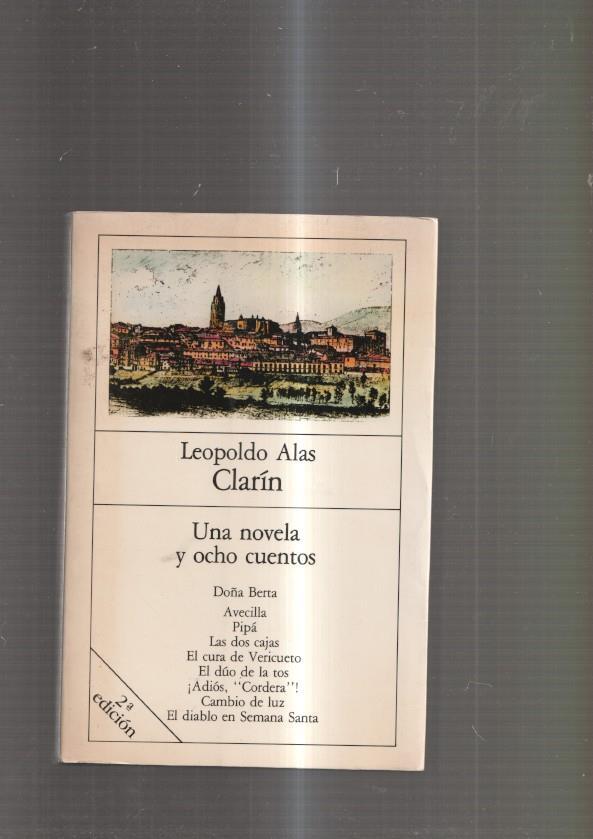 Leopoldo Alas
Clarín
Una novela
y ocho cuentos
Doña Berta
Avecilla
Pipá
Las dos cajas
El cura de Vericueto
El dúo de la tos
¡Adiós, ‘‘Cordera’’!
Cambio de luz
El diablo en Semana Santa
2ª
edición